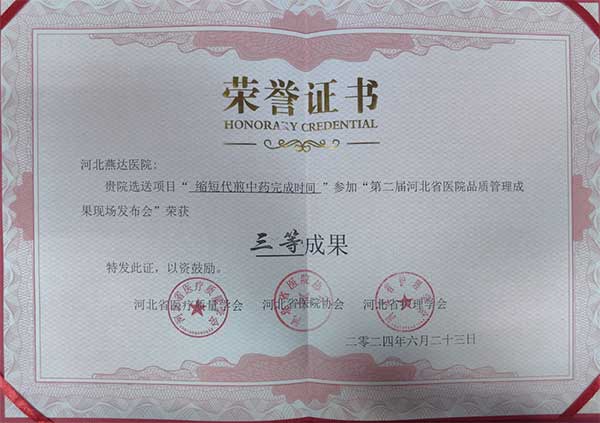 荣誉证书
HONORARY CREDENTIAL
河北燕达医院:
贵院选送项目“ 缩短代煎中药完成时间 ”参加“第二届河北省医院品质管理成
果现场发布会”荣获
三等成果
特发此证，以资鼓励。
河北省医疗质量学会 河北省医院协会 河北省护理学会
二零二四年六月二十三日